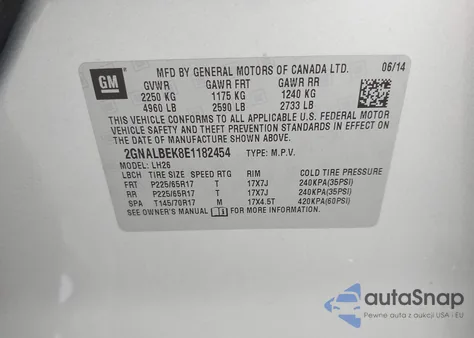 GM
MFD BY GENERAL MOTORS OF CANADA LTD. 06/14
GVWR GAWR FRT GAWR RR
2250 KG 1175 KG 1240 KG
4960 LB 2590 LB 2733 LB
THIS VEHICLE CONFORMS TO ALL APPLICABLE U.S. FEDERAL MOTOR
VEHICLE SAFETY AND THEFT PREVENTION STANDARDS IN EFFECT ON
THE DATE OF MANUFACTURE SHOWN ABOVE.
2GNALBEK8E1182454 TYPE: M.P.V.
MODEL: LH26
LBCH TIRE SIZE SPEED RTG RIM COLD TIRE PRESSURE
FRT P225/65R17 T 17X7J 240KPA(35PSI)
RR P225/65R17 T 17X7J 240KPA(35PSI)
SPA T145/70R17 M 17X4.5T 420KPA(60PSI)
SEE OWNER'S MANUAL FOR MORE INFORMATION.
autoSnap
Pewne auta z aukcji USA i EU